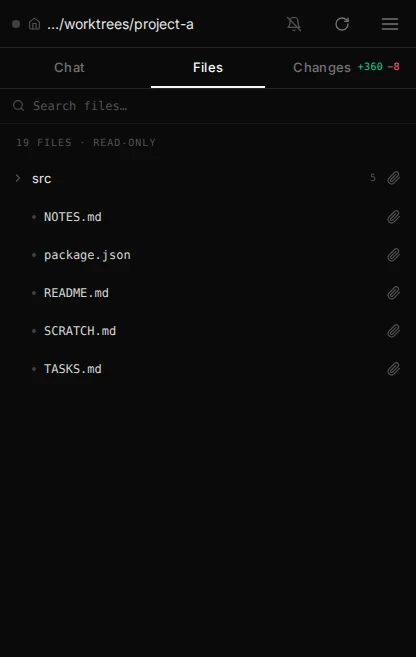 .../worktrees/project-a
Chat
Files
Changes +360 −8
Search files…
19 FILES · READ-ONLY
src 5
NOTES.md
package.json
README.md
SCRATCH.md
TASKS.md